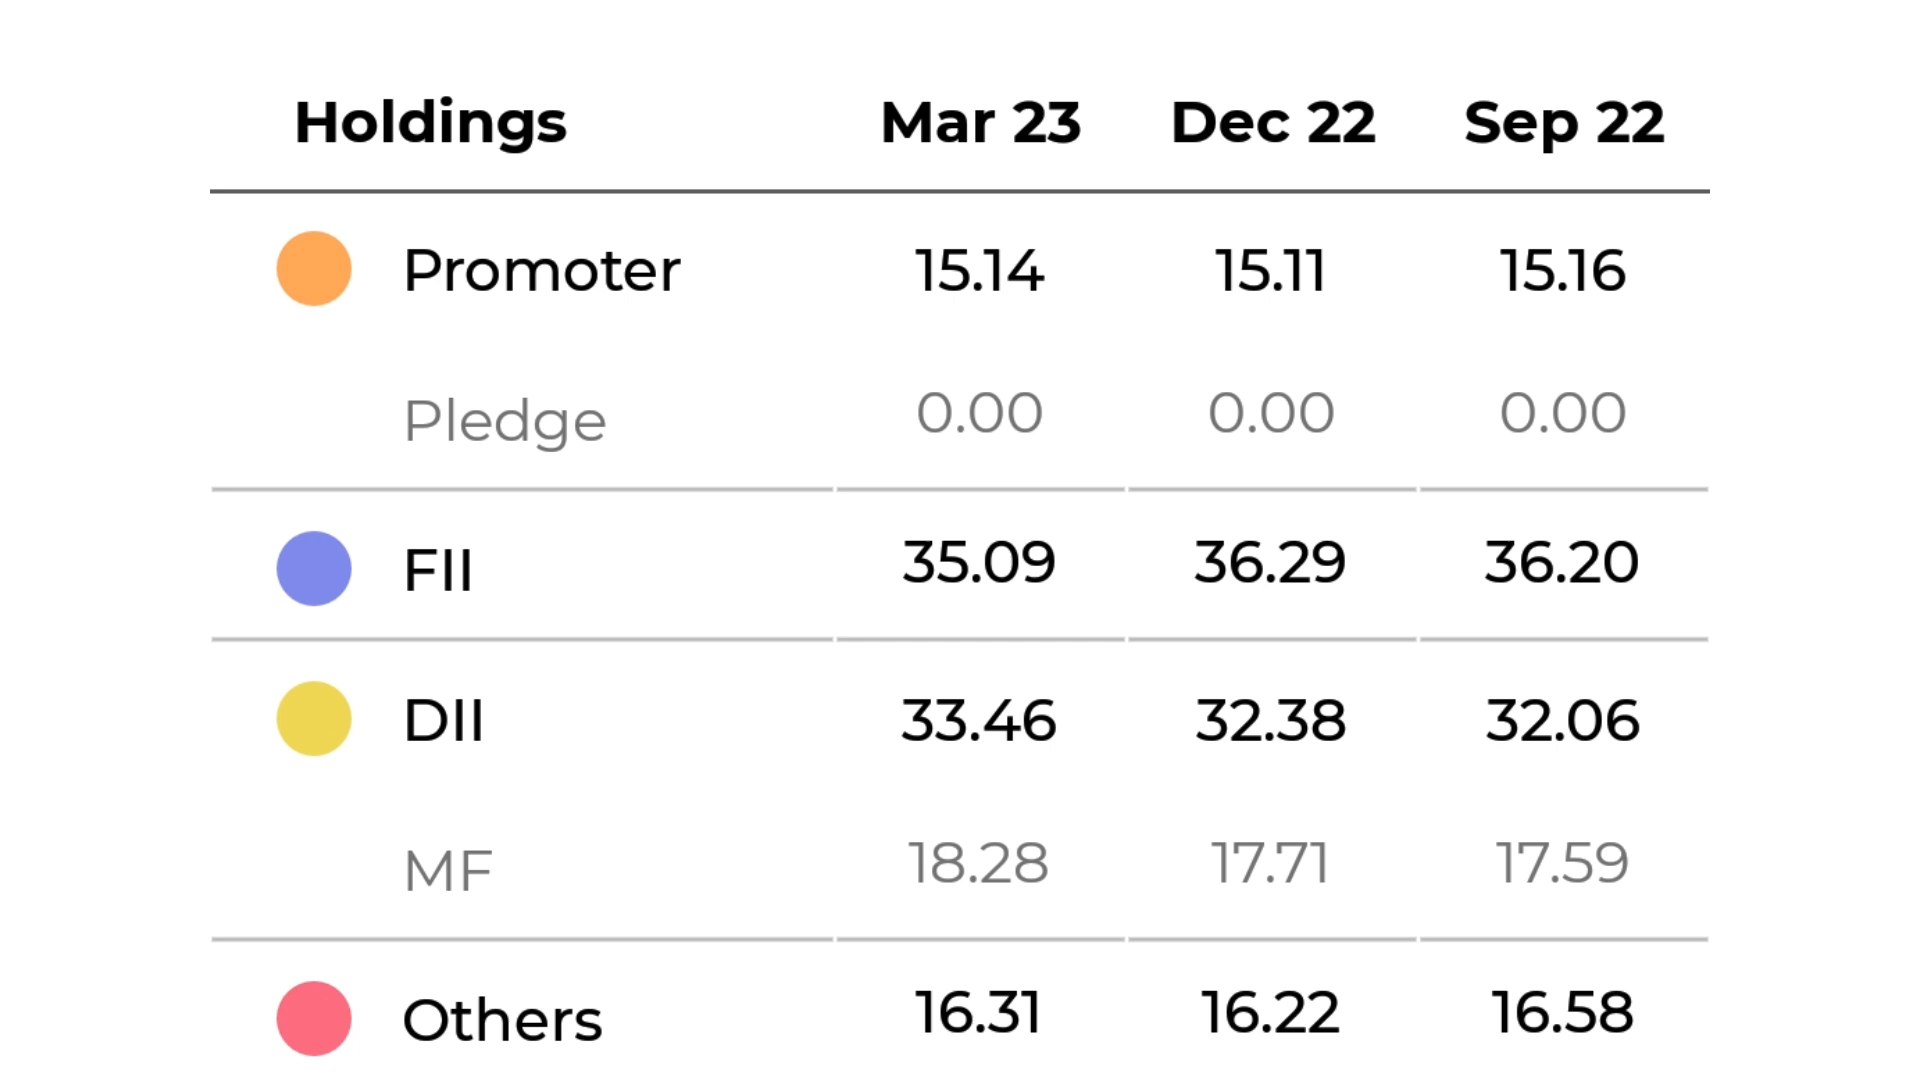 Holdings Mar 23 Dec 22 Sep 22
Promoter 15.14 15.11 15.16
Pledge 0.00 0.00 0.00
FII 35.09 36.29 36.20
DII 33.46 32.38 32.06
MF 18.28 17.71 17.59
Others 16.31 16.22 16.58